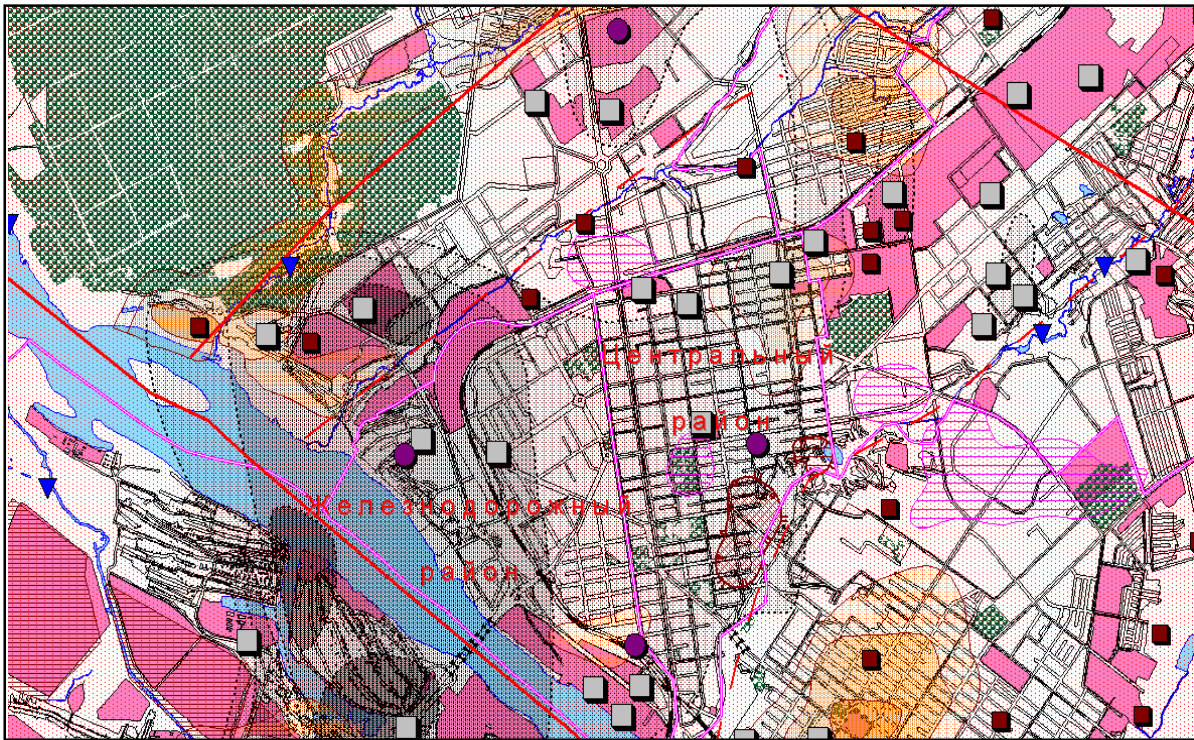 Центральный
район
Железнодорожный
район